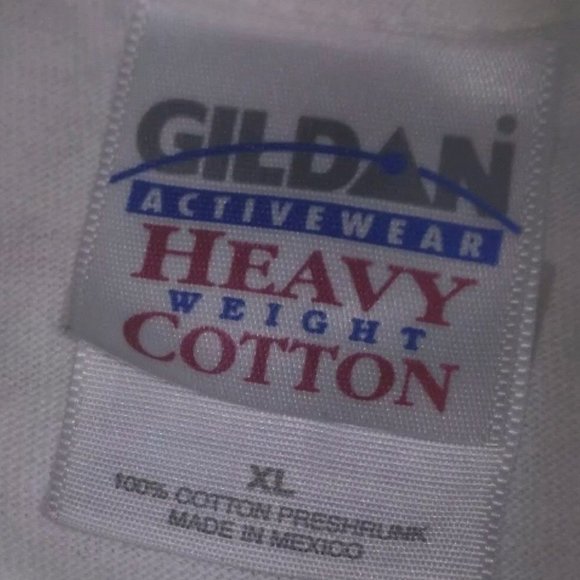 GILDAN
ACTIVEWEAR
HEAVY
WEIGHT
COTTON
XL
100% COTTON PRESHRUNK
MADE IN MEXICO